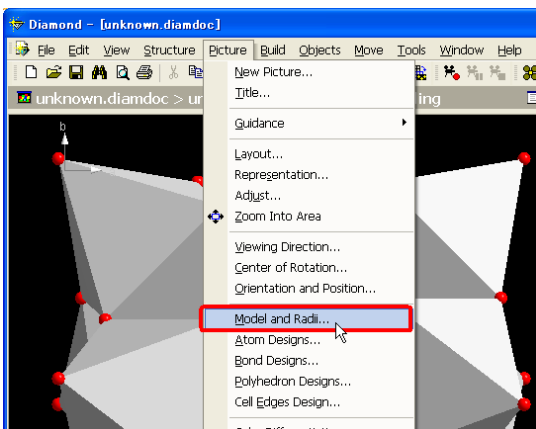 Diamond - [unknown.diamdoc]
File Edit View Structure Picture Build Objects Move Tools Window Help
unknown.diamdoc > ur
ing
b
New Picture...
Title...
Guidance
Layout...
Representation...
Adjust...
Zoom Into Area
Viewing Direction...
Center of Rotation...
Orientation and Position...
Model and Radii...
Atom Designs...
Bond Designs...
Polyhedron Designs...
Cell Edges Design...